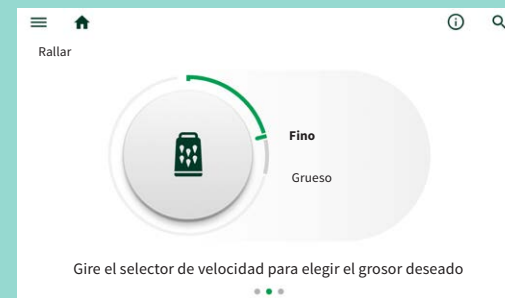 Rallar
Fino
Grueso
Gire el selector de velocidad para elegir el grosor deseado